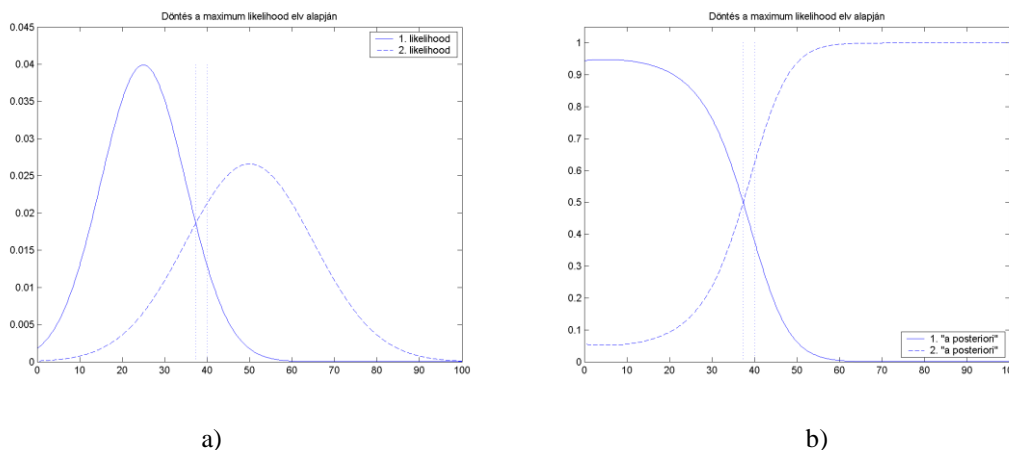 Döntés a maximum likelihood elv alapján
0.045
0.04
0.035
0.03
0.025
0.02
0.015
0.01
0.005
0
0 10 20 30 40 50 60 70 80 90 100
1. likelihood
2. likelihood
a)
Döntés a maximum likelihood elv alapján
1
0.9
0.8
0.7
0.6
0.5
0.4
0.3
0.2
0.1
0
0 10 20 30 40 50 60 70 80 90 10
1. "a posteriori"
2. "a posteriori"
b)